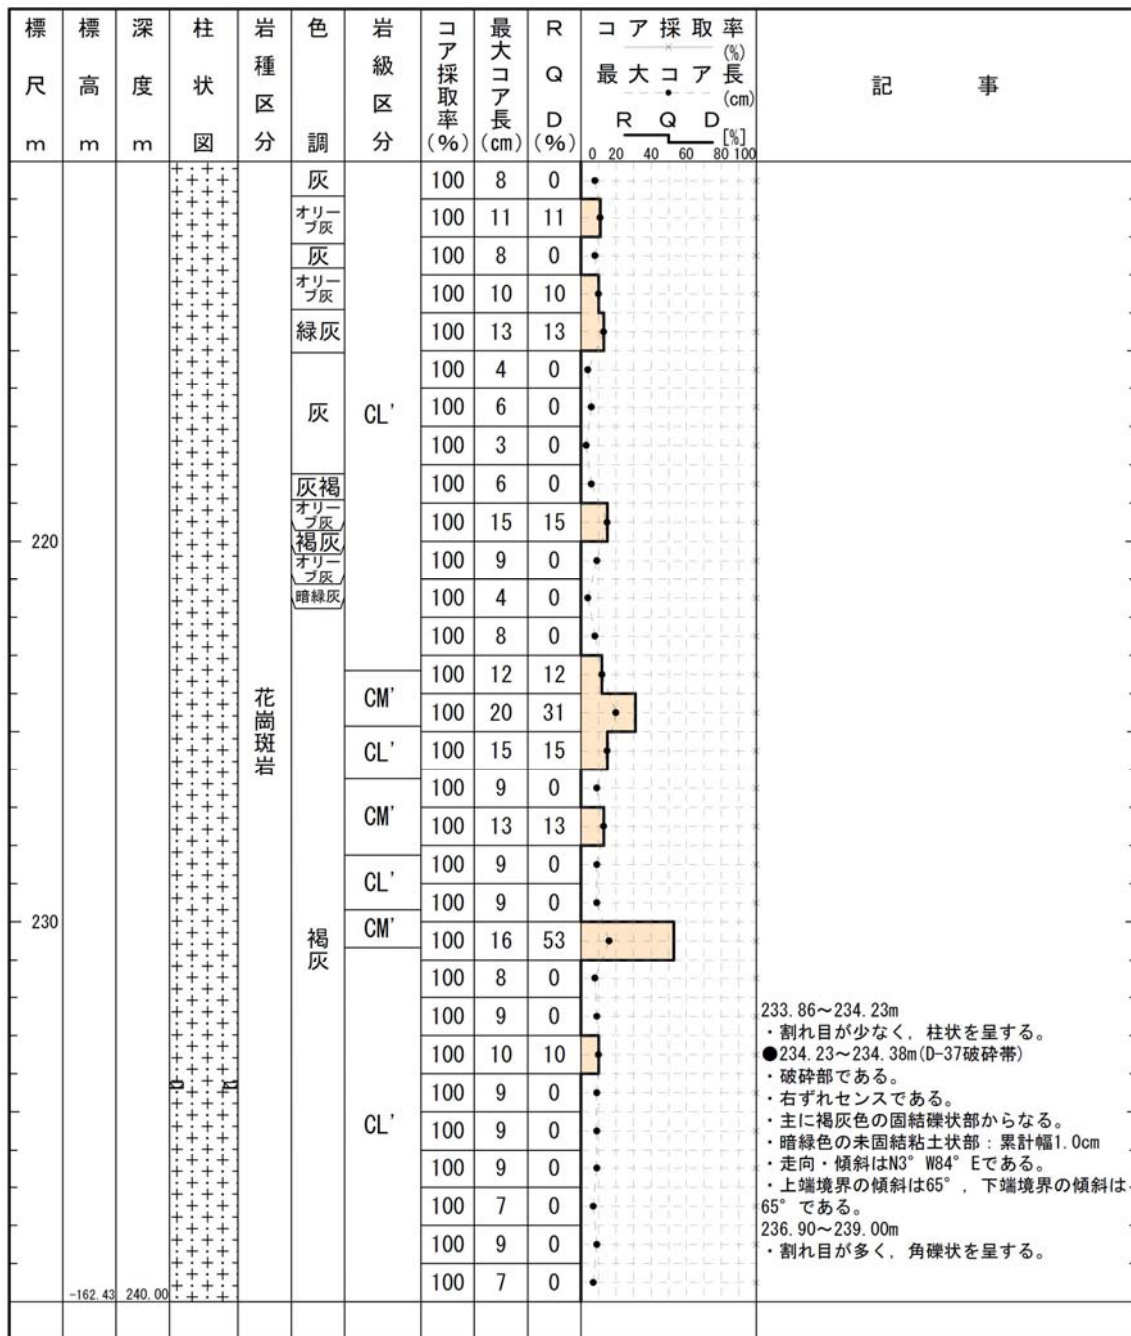 標尺 m
標高 m
深度 m
柱状図
岩種区分
色調
岩級区分
コア採取率(%)
最大コア長(cm)
RQD(%)
コア採取率(%)
最大コア長(cm)
RQD[%]
0 20 40 60 80 100
記事
灰 100 8 0
オリーブ灰 100 11 11
灰 100 8 0
オリーブ灰 100 10 10
緑灰 100 13 13
100 4 0
灰 CL' 100 6 0
100 3 0
灰褐 100 6 0
オリーブ灰 100 15 15
220
褐灰
オリーブ灰 100 9 0
暗緑灰 100 4 0
100 8 0
100 12 12
花崗斑岩
CM' 100 20 31
CL' 100 15 15
100 9 0
CM' 100 13 13
100 9 0
CL' 100 9 0
230
褐灰
CM' 100 16 53
100 8 0
100 9 0
100 10 10
100 9 0
CL' 100 9 0
100 9 0
100 7 0
100 9 0
100 7 0
-162.43 240.00
233.86～234.23m
・割れ目が少なく，柱状を呈する。
●234.23～234.38m(D-37破砕帯)
・破砕部である。
・右ずれセンスである。
・主に褐灰色の固結礫状部からなる。
・暗緑色の未固結粘土状部：累計幅1.0cm
・走向・傾斜はN3°W84°Eである。
・上端境界の傾斜は65°，下端境界の傾斜は
65°である。
236.90～239.00m
・割れ目が多く，角礫状を呈する。